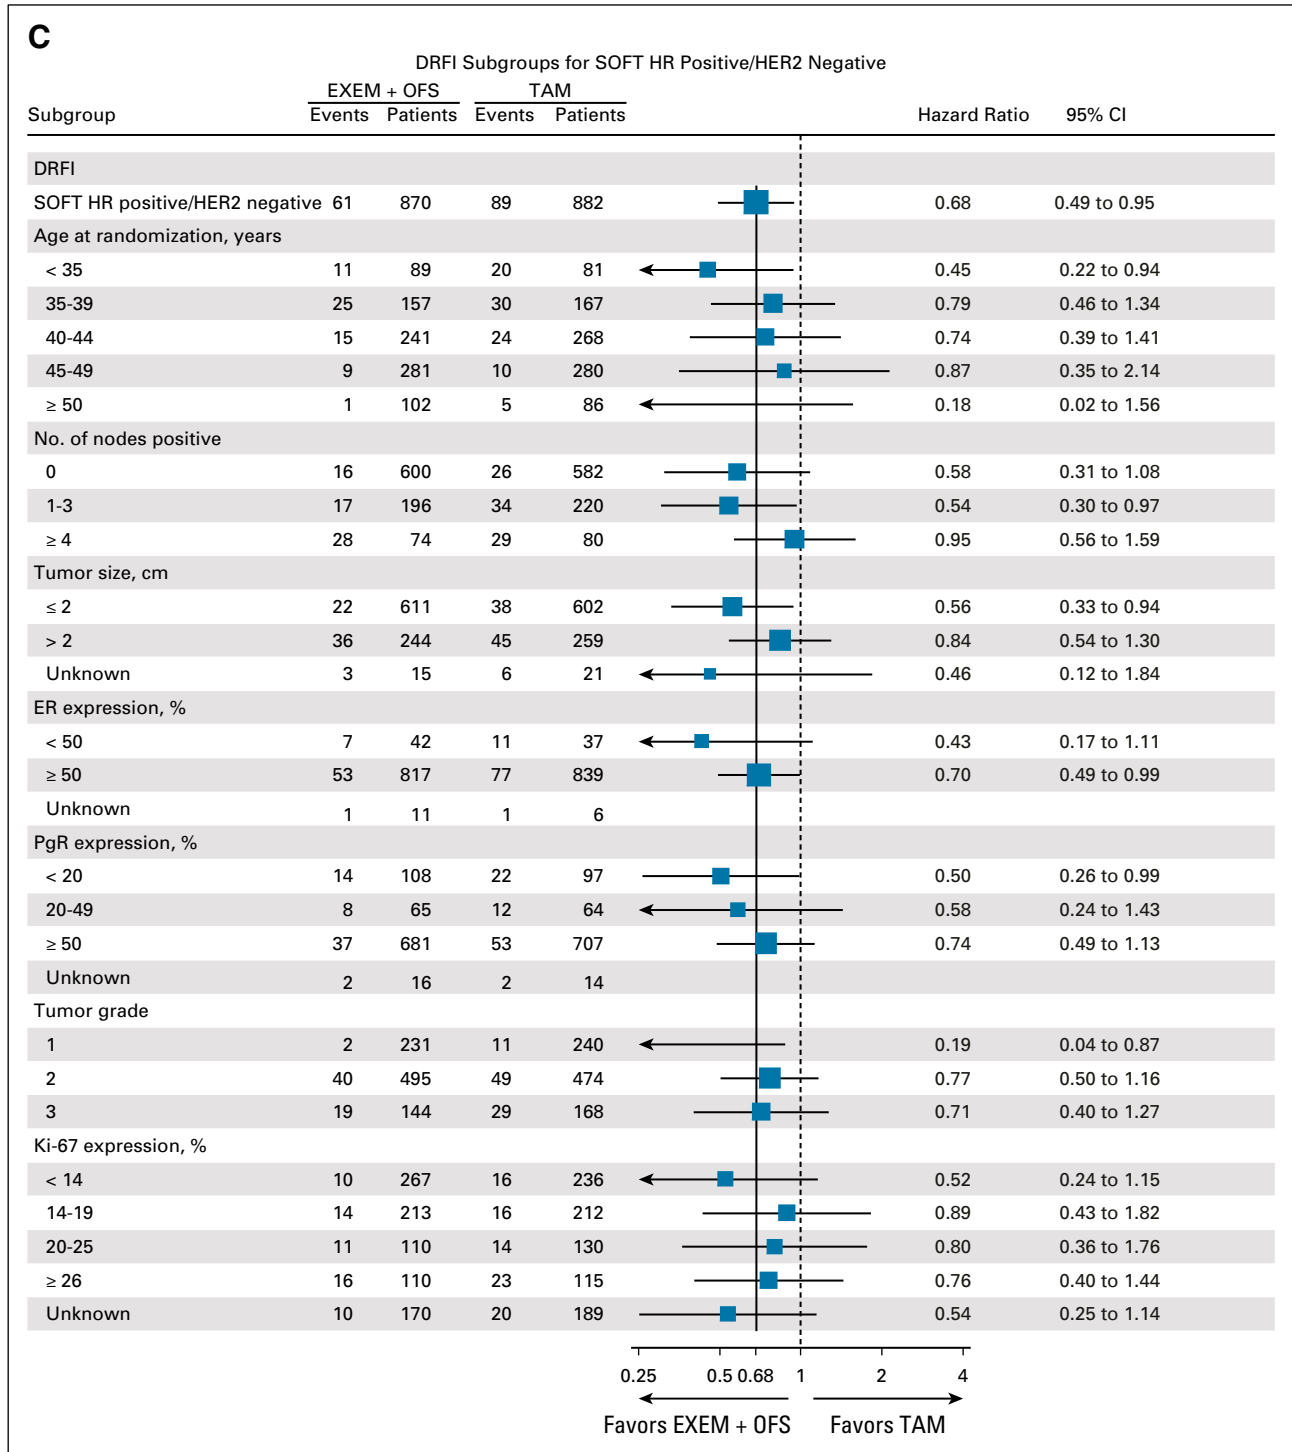 C
DRFI Subgroups for SOFT HR Positive/HER2 Negative
EXEM + OFS TAM
Subgroup Events Patients Events Patients Hazard Ratio 95% CI
DRFI
SOFT HR positive/HER2 negative 61 870 89 882 0.68 0.49 to 0.95
Age at randomization, years
< 35 11 89 20 81 0.45 0.22 to 0.94
35-39 25 157 30 167 0.79 0.46 to 1.34
40-44 15 241 24 268 0.74 0.39 to 1.41
45-49 9 281 10 280 0.87 0.35 to 2.14
≥ 50 1 102 5 86 0.18 0.02 to 1.56
No. of nodes positive
0 16 600 26 582 0.58 0.31 to 1.08
1-3 17 196 34 220 0.54 0.30 to 0.97
≥ 4 28 74 29 80 0.95 0.56 to 1.59
Tumor size, cm
≤ 2 22 611 38 602 0.56 0.33 to 0.94
> 2 36 244 45 259 0.84 0.54 to 1.30
Unknown 3 15 6 21 0.46 0.12 to 1.84
ER expression, %
< 50 7 42 11 37 0.43 0.17 to 1.11
≥ 50 53 817 77 839 0.70 0.49 to 0.99
Unknown 1 11 1 6
PgR expression, %
< 20 14 108 22 97 0.50 0.26 to 0.99
20-49 8 65 12 64 0.58 0.24 to 1.43
≥ 50 37 681 53 707 0.74 0.49 to 1.13
Unknown 2 16 2 14
Tumor grade
1 2 231 11 240 0.19 0.04 to 0.87
2 40 495 49 474 0.77 0.50 to 1.16
3 19 144 29 168 0.71 0.40 to 1.27
Ki-67 expression, %
< 14 10 267 16 236 0.52 0.24 to 1.15
14-19 14 213 16 212 0.89 0.43 to 1.82
20-25 11 110 14 130 0.80 0.36 to 1.76
≥ 26 16 110 23 115 0.76 0.40 to 1.44
Unknown 10 170 20 189 0.54 0.25 to 1.14
0.25 0.5 0.68 1 2 4
Favors EXEM + OFS Favors TAM